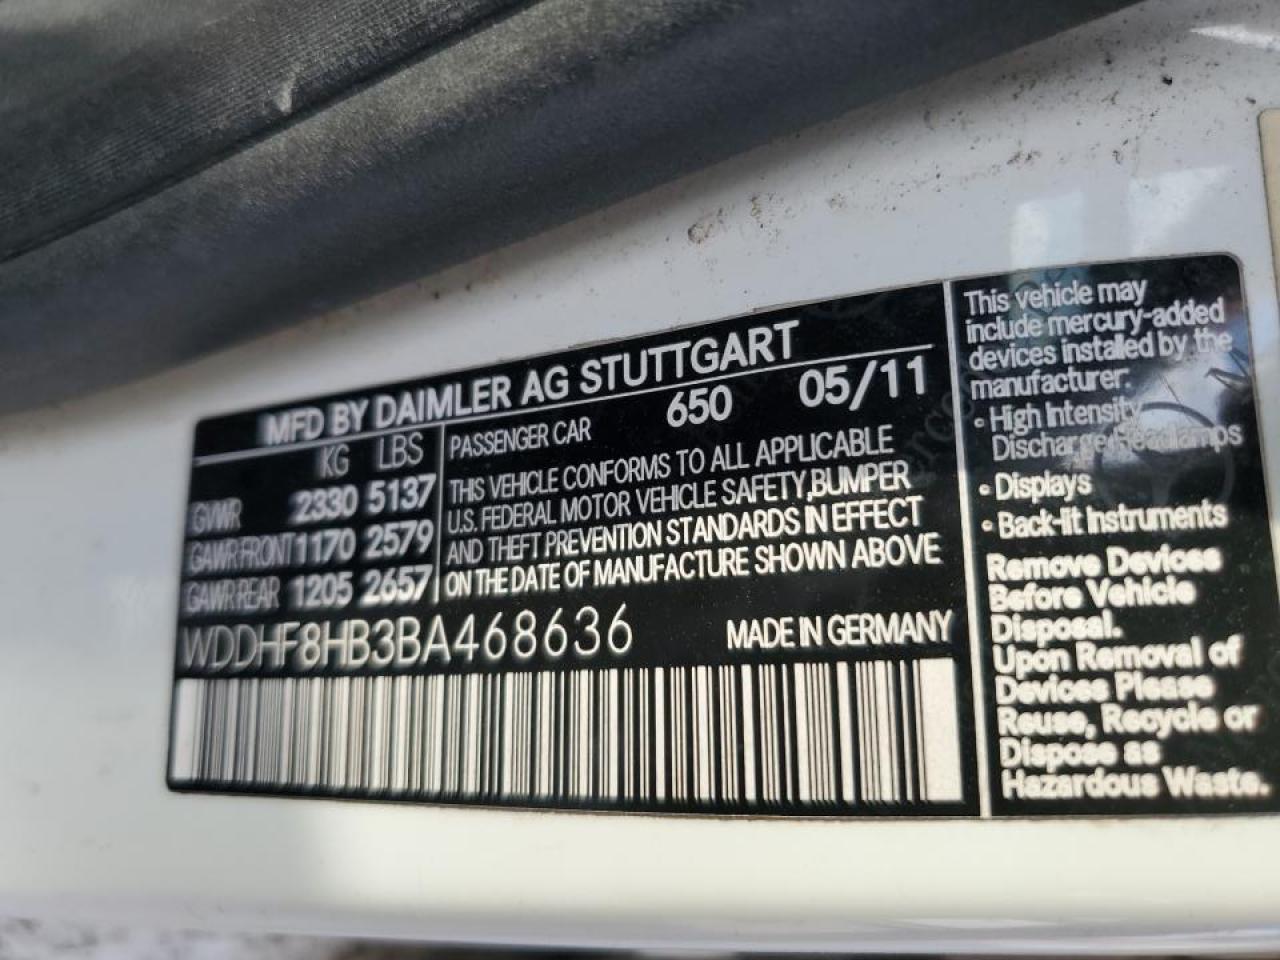 MFD BY DAIMLER AG STUTTGART
KG LBS
GVWR 2330 5137
GAWR FRONT 1170 2579
GAWR REAR 1205 2657
PASSENGER CAR 650 05/11
THIS VEHICLE CONFORMS TO ALL APPLICABLE
U.S. FEDERAL MOTOR VEHICLE SAFETY,BUMPER
AND THEFT PREVENTION STANDARDS IN EFFECT
ON THE DATE OF MANUFACTURE SHOWN ABOVE
WDDHF8HB3BA468636 MADE IN GERMANY
This vehicle may
include mercury-added
devices installed by the
manufacturer:
• High Intensity
Discharge Headlamps
• Displays
• Back-lit Instruments
Remove Devices
Before Vehicle
Disposal.
Upon Removal of
Devices Please
Reuse, Recycle or
Dispose as
Hazardous Waste.